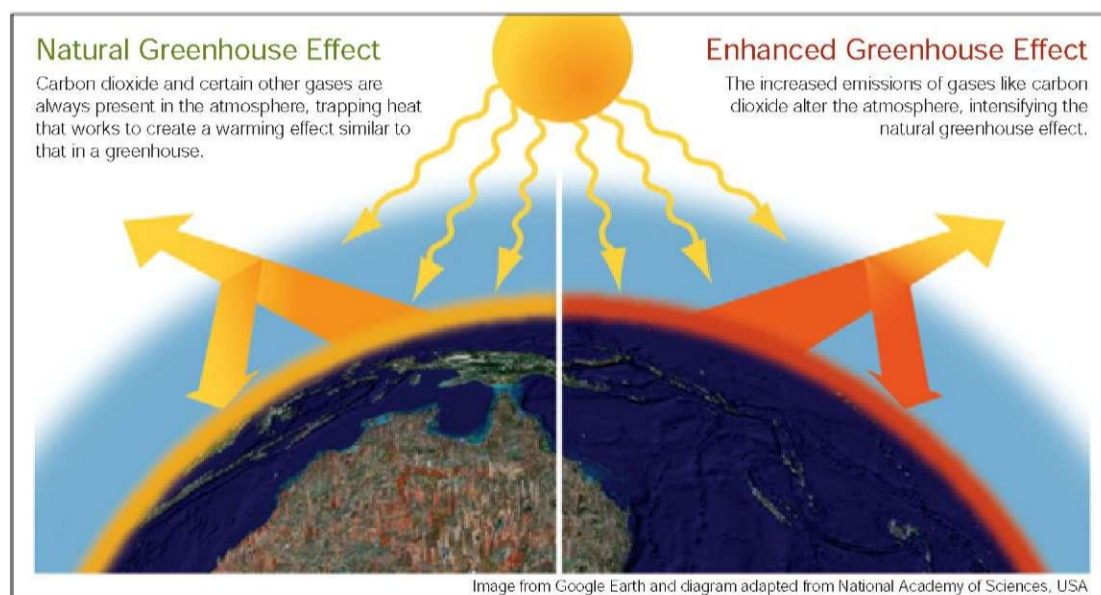 Natural Greenhouse Effect
Carbon dioxide and certain other gases are
always present in the atmosphere, trapping heat
that works to create a warming effect similar to
that in a greenhouse.
Enhanced Greenhouse Effect
The increased emissions of gases like carbon
dioxide alter the atmosphere, intensifying the
natural greenhouse effect.
Image from Google Earth and diagram adapted from National Academy of Sciences, USA